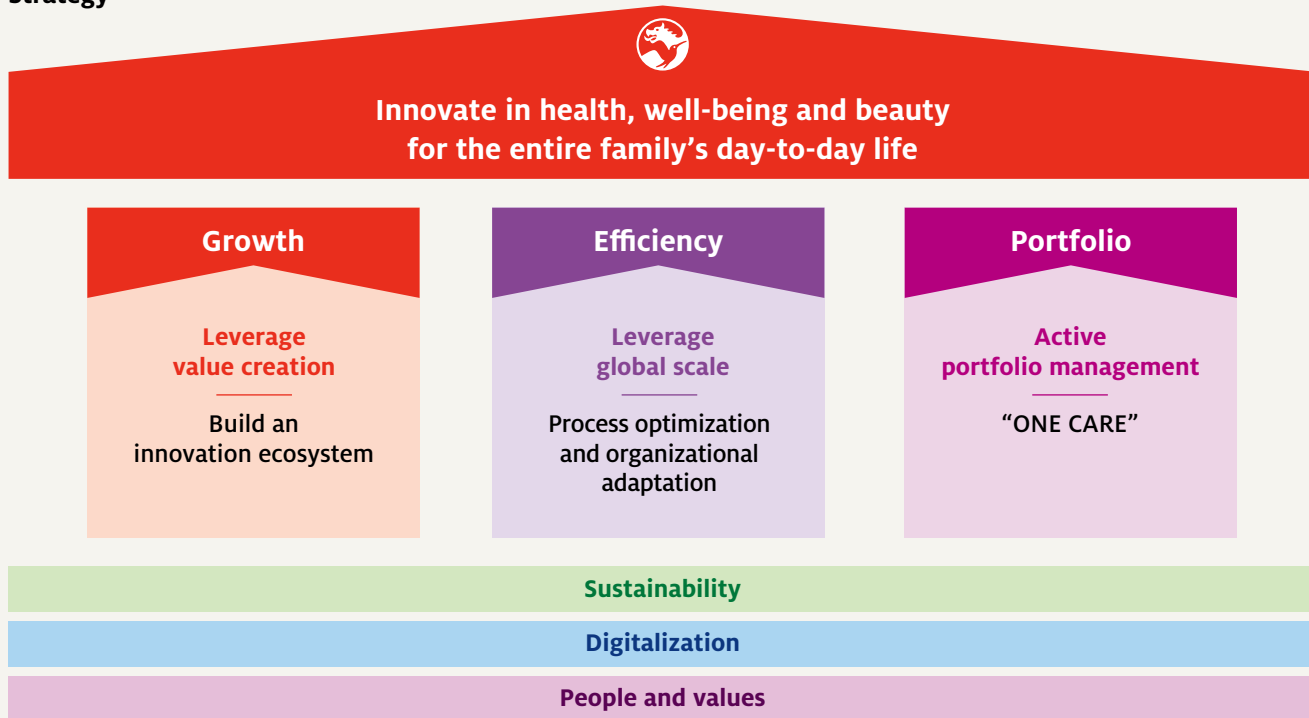 Strategy
Innovate in health, well-being and beauty
for the entire family’s day-to-day life
Growth
Leverage
value creation
Build an
innovation ecosystem
Efficiency
Leverage
global scale
Process optimization
and organizational
adaptation
Portfolio
Active
portfolio management
“ONE CARE”
Sustainability
Digitalization
People and values